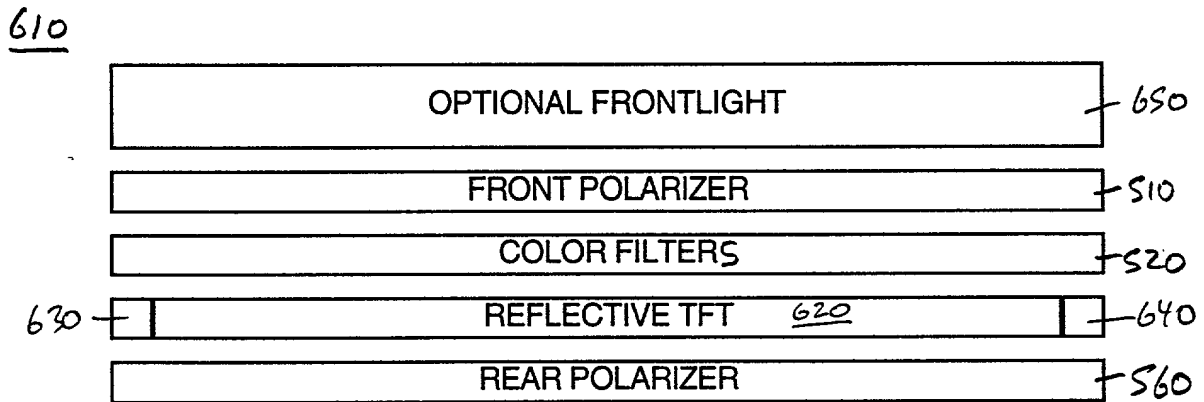 610
OPTIONAL FRONTLIGHT 650
FRONT POLARIZER 510
COLOR FILTERS 520
630 REFLECTIVE TFT 620 640
REAR POLARIZER 560